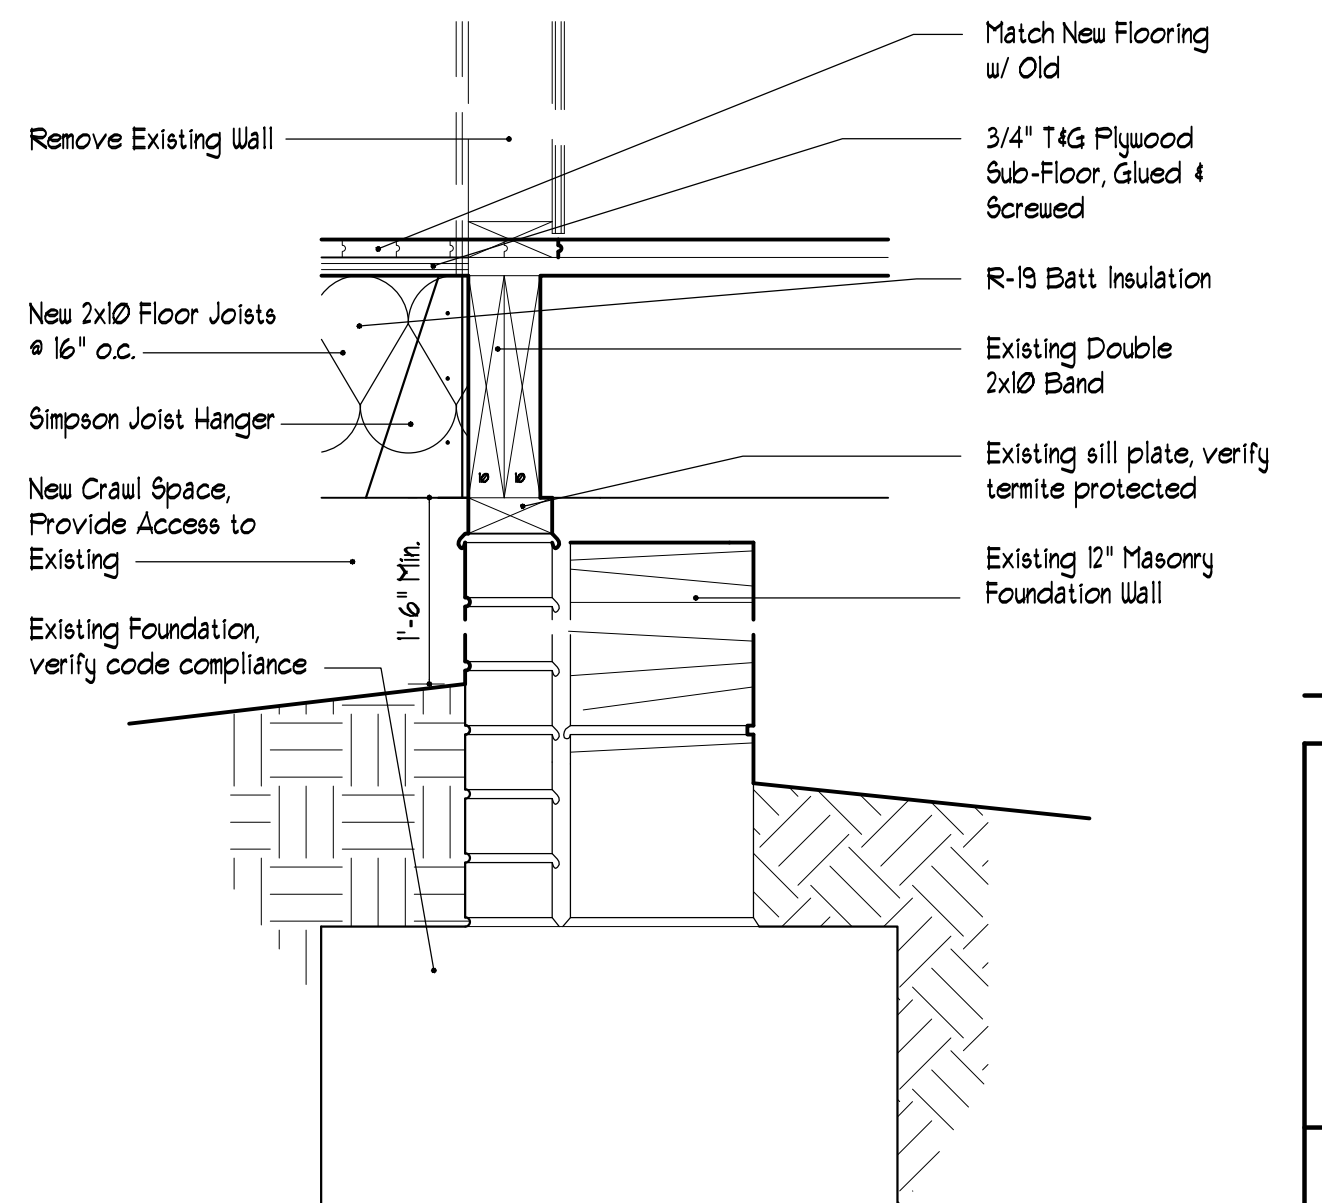 Match New Flooring
w/ Old
Remove Existing Wall
3/4" T&G Plywood
Sub-Floor, Glued &
Screwed
R-19 Batt Insulation
New 2x10 Floor Joists
@ 16" o.c.
Existing Double
2x10 Band
Simpson Joist Hanger
Existing sill plate, verify
termite protected
New Crawl Space,
Provide Access to
Existing
1'-6" Min.
Existing 12" Masonry
Foundation Wall
Existing Foundation,
verify code compliance